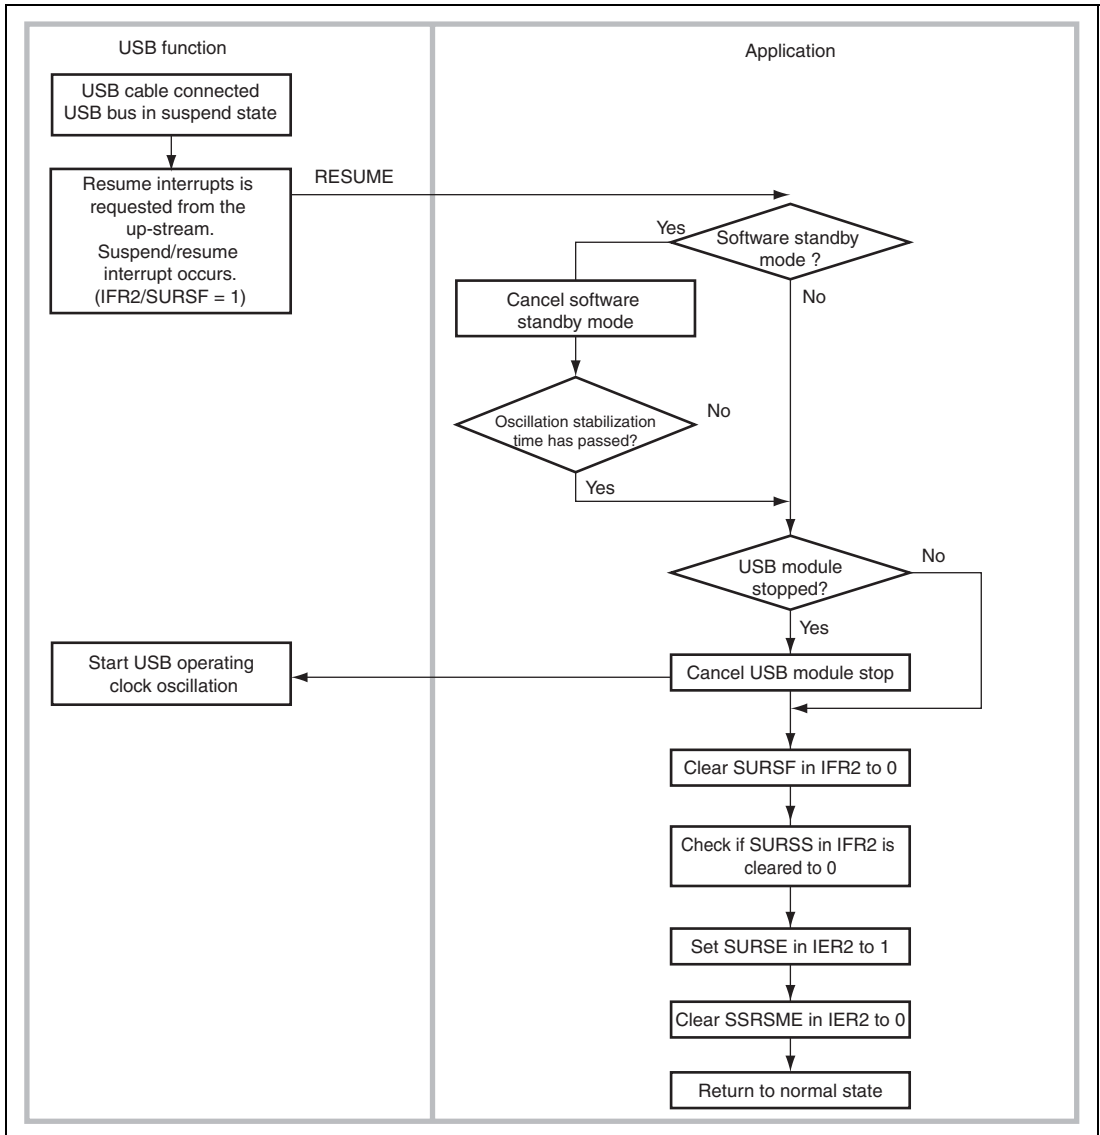 USB function
Application
USB cable connected
USB bus in suspend state
Resume interrupts is
requested from the
up-stream.
Suspend/resume
interrupt occurs.
(IFR2/SURSF = 1)
RESUME
Software standby
mode ?
Yes
No
Cancel software
standby mode
Oscillation stabilization
time has passed?
No
Yes
USB module
stopped?
No
Yes
Start USB operating
clock oscillation
Cancel USB module stop
Clear SURSF in IFR2 to 0
Check if SURSS in IFR2 is
cleared to 0
Set SURSE in IER2 to 1
Clear SSRSME in IER2 to 0
Return to normal state